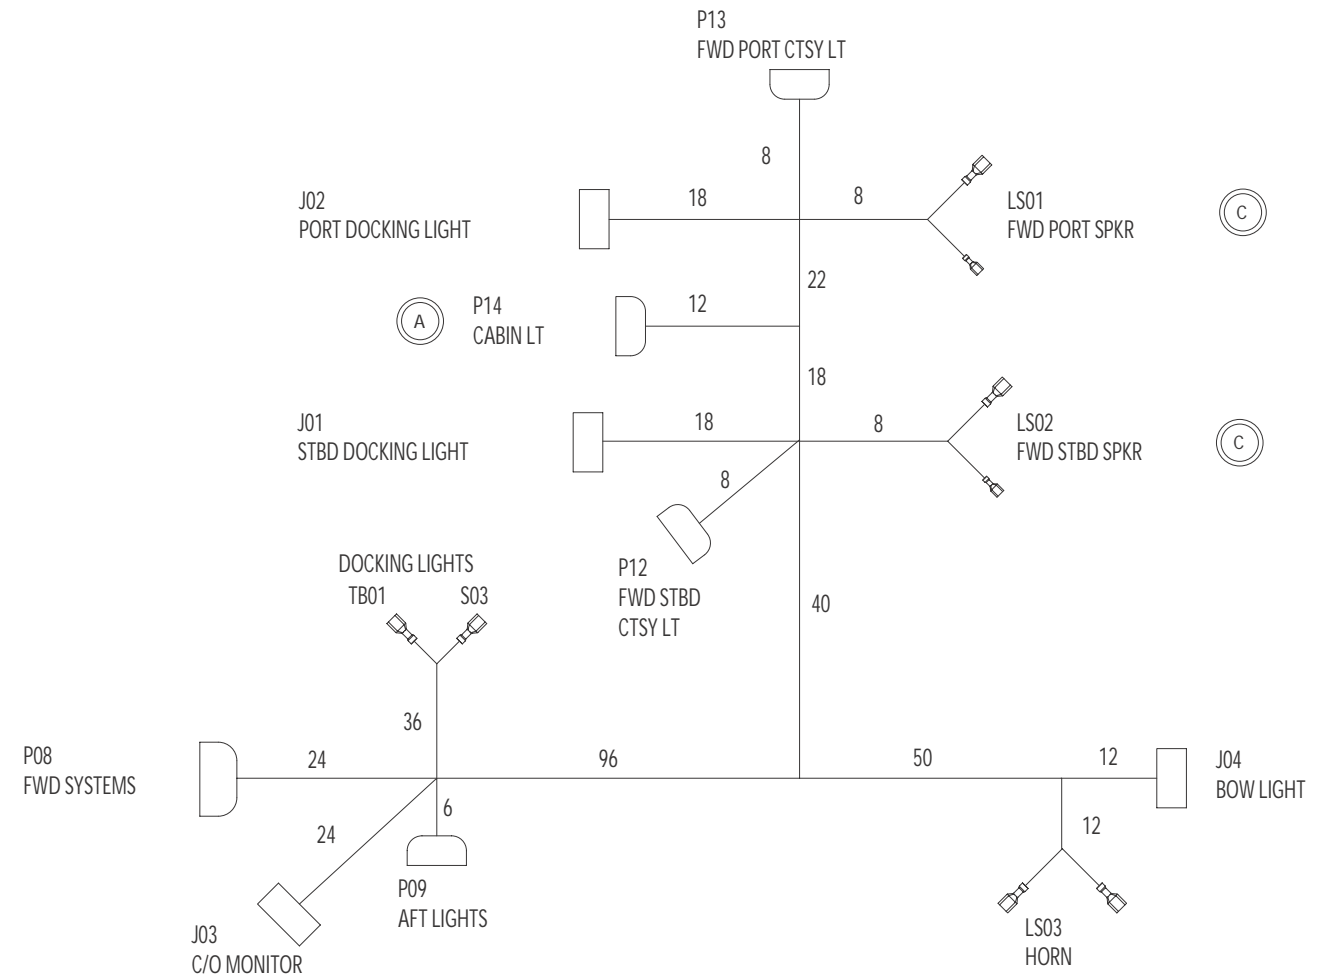 P13
FWD PORT CTSY LT
8
J02
PORT DOCKING LIGHT
18
8
LS01
FWD PORT SPKR
C
22
A
P14
CABIN LT
12
18
J01
STBD DOCKING LIGHT
18
8
LS02
FWD STBD SPKR
C
8
P12
FWD STBD
CTSY LT
DOCKING LIGHTS
TB01 S03
40
36
P08
FWD SYSTEMS
24
96
50
12
J04
BOW LIGHT
6
24
12
P09
AFT LIGHTS
J03
C/O MONITOR
LS03
HORN